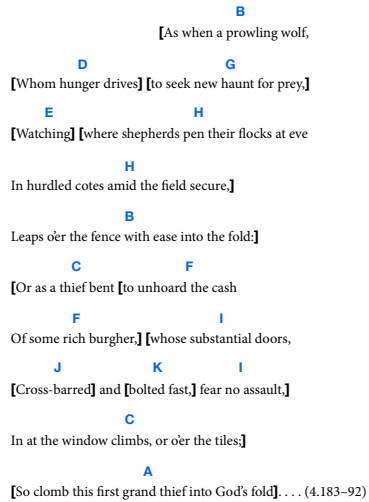 B
[As when a prowling wolf,
D G
[Whom hunger drives] [to seek new haunt for prey,]
E H
[Watching] [where shepherds pen their flocks at eve
H
In hurdled cotes amid the field secure,]
B
Leaps o'er the fence with ease into the fold:]
C F
[Or as a thief bent [to unhoard the cash
F I
Of some rich burgher,] [whose substantial doors,
J K I
[Cross-barred] and [bolted fast,] fear no assault,]
C
In at the window climbs, or o'er the tiles;]
A
[So clomb this first grand thief into God's fold]. . . . (4.183–92)